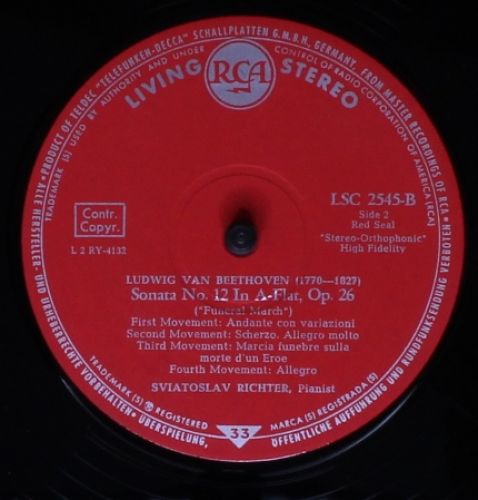 • PRODUCT OF TELDEC "TELEFUNKEN-DECCA" SCHALLPLATTEN G.M.B.H., GERMANY, FROM MASTER RECORDINGS OF RCA •
TRADEMARK (S) USED BY AUTHORITY AND UNDER CONTROL OF RADIO CORPORATION OF AMERICA (RCA)
LIVING RCA STEREO
LSC 2545-B
Contr. Copyr.
Side 2
Red Seal
L 2 RY-4132
"Stereo-Orthophonic"
High Fidelity
LUDWIG VAN BEETHOVEN (1770—1827)
Sonata No. 12 In A-Flat, Op. 26
("Funeral March")
First Movement: Andante con variazioni
Second Movement: Scherzo. Allegro molto
Third Movement: Marcia funebre sulla
morte d'un Eroe
Fourth Movement: Allegro
SVIATOSLAV RICHTER, Pianist
TRADEMARK (S) ® REGISTERED
MARCA (S) REGISTRADA (S)
33
ALLE HERSTELLER- UND URHEBERRECHTE VORBEHALTEN • ÜBERSPIELUNG, ÖFFENTLICHE AUFFÜHRUNG UND RUNDFUNKSENDUNG VERBOTEN